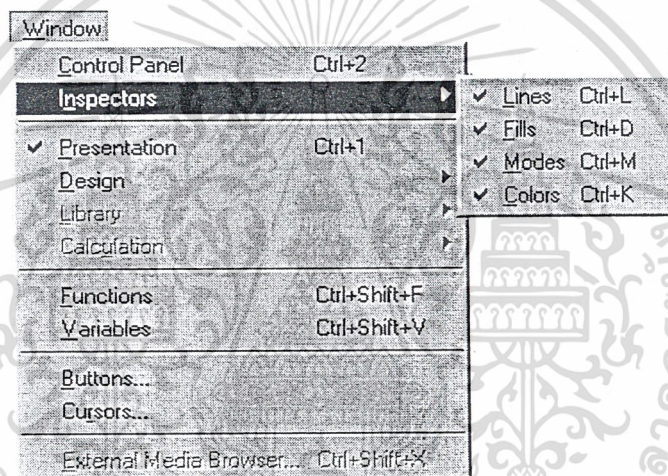 Window
Control Panel Ctrl+2
Inspectors
Lines Ctrl+L
Fills Ctrl+D
Modes Ctrl+M
Colors Ctrl+K
Presentation Ctrl+1
Design
Library
Calculation
Functions Ctrl+Shift+F
Variables Ctrl+Shift+V
Buttons...
Cursors...
External Media Browser... Ctrl+Shift+X